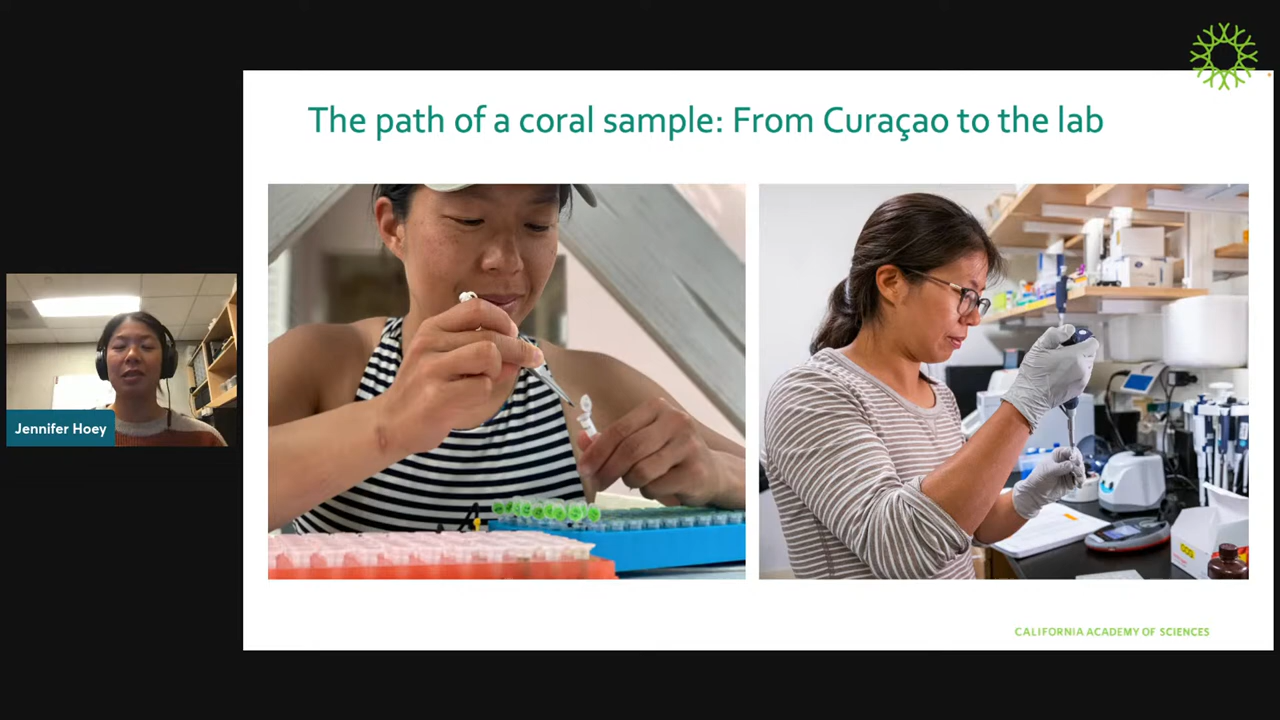 The path of a coral sample: From Curaçao to the lab
Jennifer Hoey
CALIFORNIA ACADEMY OF SCIENCES